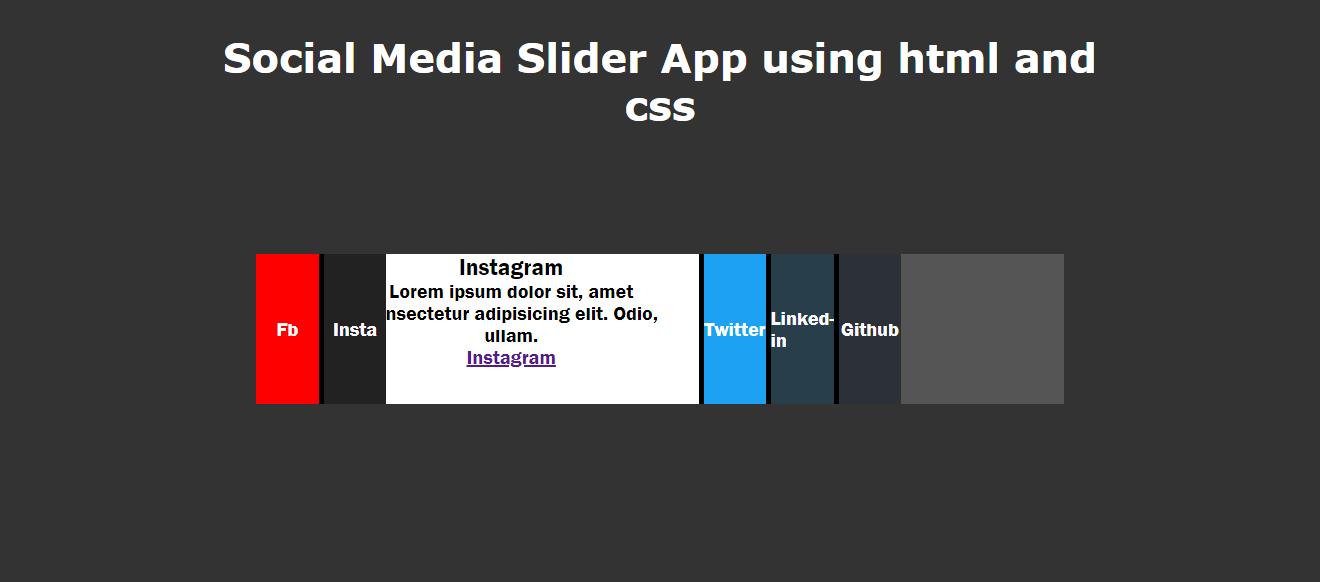 Social Media Slider App using html and
css
Fb
Insta
Instagram
Lorem ipsum dolor sit, amet
nsectetur adipisicing elit. Odio,
ullam.
Instagram
Twitter
Linked-
in
Github